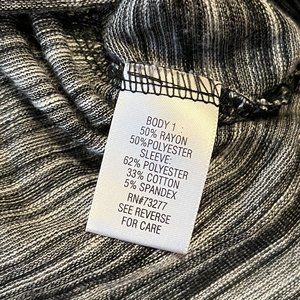 BODY 1
50% RAYON
50%POLYESTER
SLEEVE:
62% POLYESTER
33% COTTON
5% SPANDEX
RN#73277
SEE REVERSE
FOR CARE